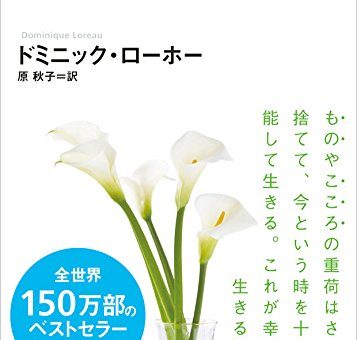 Dominique Loreau
ドミニック・ローホー
原 秋子=訳
ものやこころの重荷はさ
捨てて、今という時を十
能して生きる。これが幸
生きる
全世界
150万部の
ベストセラー